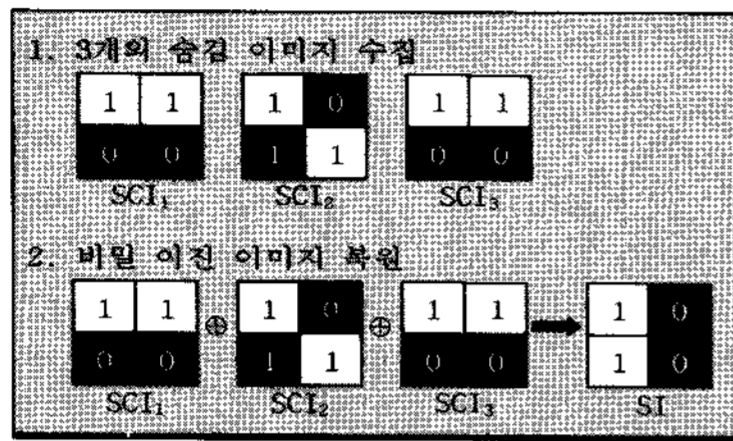 1. 3개의 숨김 이미지 수집
1 1 1 0 1 1
0 0 1 1 0 0
SCI₁ SCI₂ SCI₃
2. 비밀 이진 이미지 복원
1 1 ⊕ 1 0 ⊕ 1 1 ➡ 1 0
0 0 1 1 0 0 1 0
SCI₁ SCI₂ SCI₃ SI